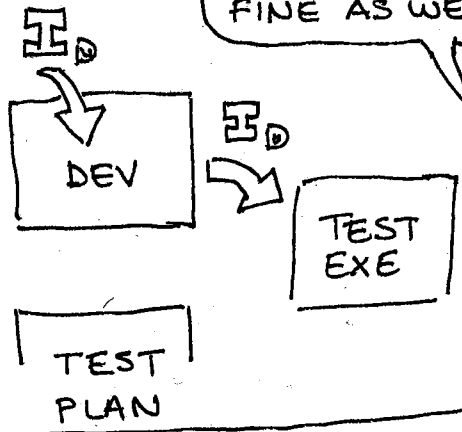 FINE AS WE
I D
DEV
I D
TEST
EXE
TEST
PLAN